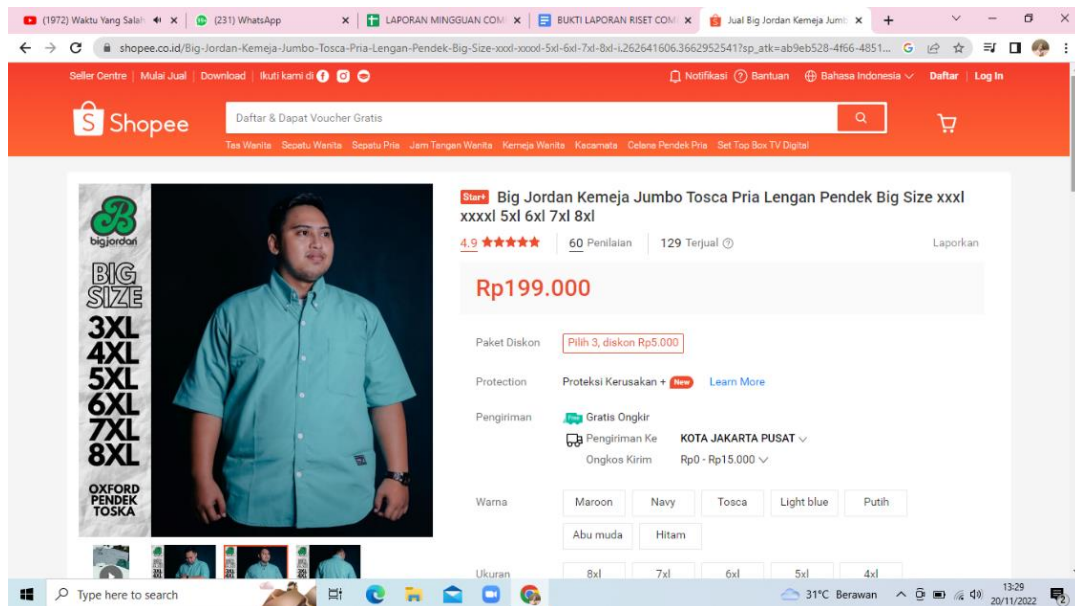 (1972) Waktu Yang Salah
(231) WhatsApp
LAPORAN MINGGUAN COM
BUKTI LAPORAN RISET COM
Jual Big Jordan Kemeja Jumb
shopee.co.id/Big-Jordan-Kemeja-Jumbo-Tosca-Pria-Lengan-Pendek-Big-Size-xxxl-xxxxl-5xl-6xl-7xl-8xl-i.262641606.3662952541?sp_atk=ab9eb528-4f66-4851...
Seller Centre | Mulai Jual | Download | Ikuti kami di
Notifikasi Bantuan Bahasa Indonesia Daftar | Log In
Shopee
Daftar & Dapat Voucher Gratis
Tas Wanita Sepatu Wanita Sepatu Pria Jam Tangan Wanita Kemeja Wanita Kacamata Celana Pendek Pria Set Top Box TV Digital
bigjordan
BIG
SIZE
3XL
4XL
5XL
6XL
7XL
8XL
OXFORD
PENDEK
TOSKA
Star+ Big Jordan Kemeja Jumbo Tosca Pria Lengan Pendek Big Size xxxl
xxxxl 5xl 6xl 7xl 8xl
4.9 60 Penilaian 129 Terjual Laporkan
Rp199.000
Paket Diskon Pilih 3, diskon Rp5.000
Protection Proteksi Kerusakan + New Learn More
Pengiriman Gratis Ongkir
Pengiriman Ke KOTA JAKARTA PUSAT
Ongkos Kirim Rp0 - Rp15.000
Warna Maroon Navy Tosca Light blue Putih
Abu muda Hitam
Ukuran 8xl 7xl 6xl 5xl 4xl
Type here to search
31°C Berawan
13:29
20/11/2022
2